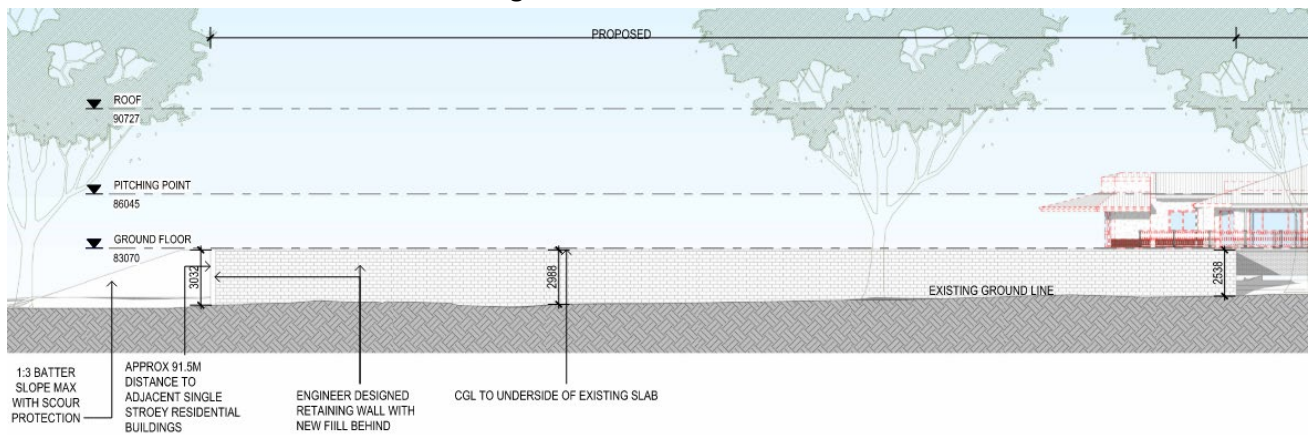 PROPOSED
ROOF
90727
PITCHING POINT
86045
GROUND FLOOR
83070
3032
2988
2538
EXISTING GROUND LINE
1:3 BATTER
SLOPE MAX
WITH SCOUR
PROTECTION
APPROX 91.5M
DISTANCE TO
ADJACENT SINGLE
STROEY RESIDENTIAL
BUILDINGS
ENGINEER DESIGNED
RETAINING WALL WITH
NEW FIILL BEHIND
CGL TO UNDERSIDE OF EXISTING SLAB